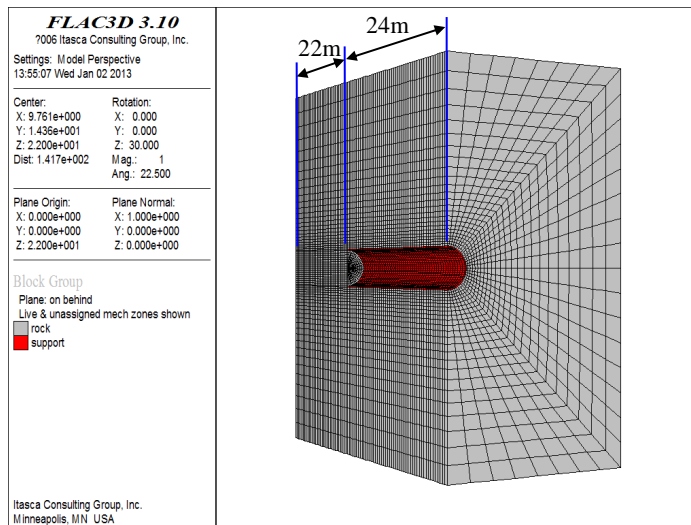 FLAC3D 3.10
?006 Itasca Consulting Group, Inc.
Settings: Model Perspective
13:55:07 Wed Jan 02 2013
Center: Rotation:
X: 9.761e+000 X: 0.000
Y: 1.436e+001 Y: 0.000
Z: 2.200e+001 Z: 30.000
Dist: 1.417e+002 Mag.: 1
Ang.: 22.500
Plane Origin: Plane Normal:
X: 0.000e+000 X: 1.000e+000
Y: 0.000e+000 Y: 0.000e+000
Z: 2.200e+001 Z: 0.000e+000
Block Group
Plane: on behind
Live & unassigned mech zones shown
rock
support
Itasca Consulting Group, Inc.
Minneapolis, MN USA
22m
24m